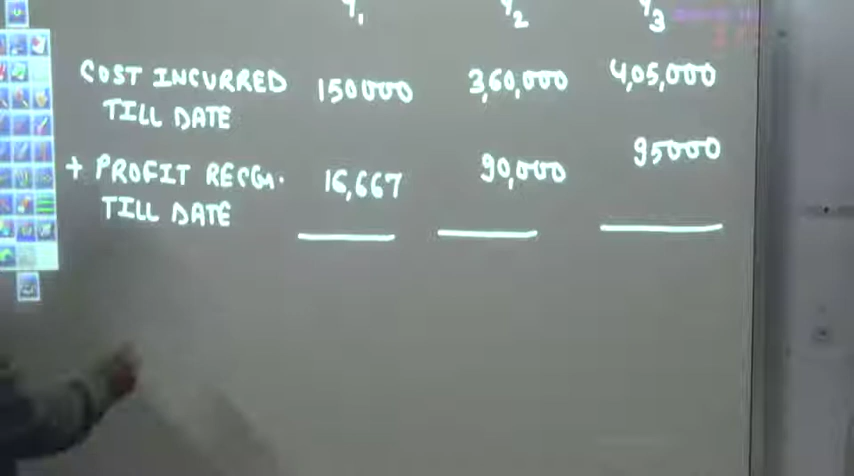 Y1 Y2 Y3
COST INCURRED 150000 3,60,000 4,05,000
TILL DATE
+ PROFIT RECGN. 16,667 90,000 95000
TILL DATE